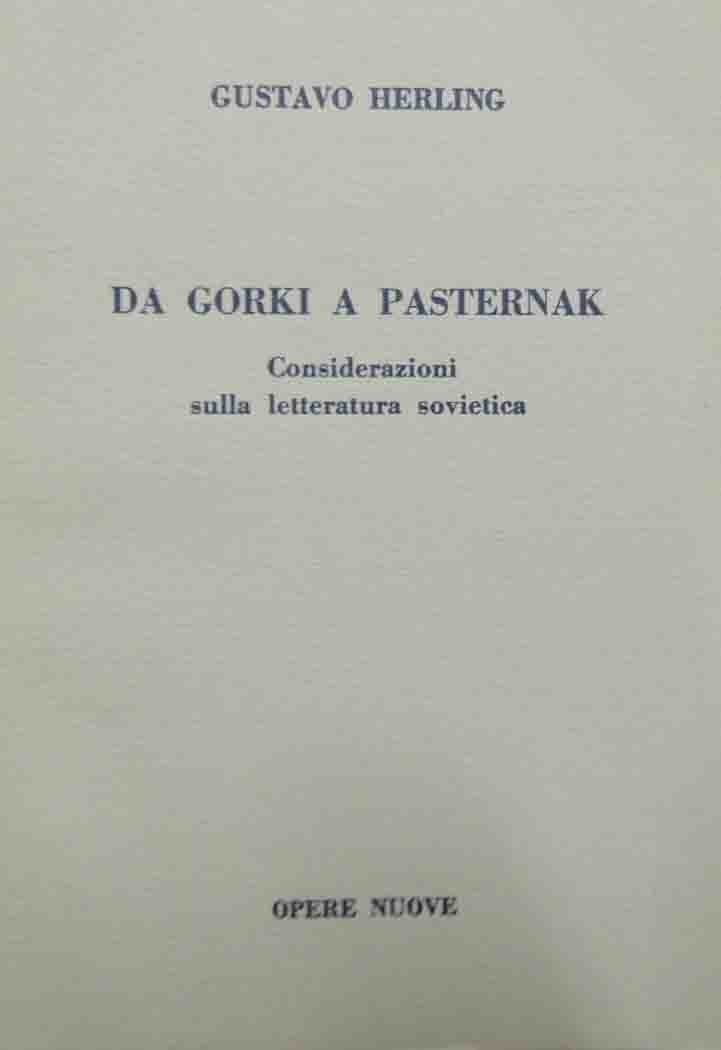 GUSTAVO HERLING
DA GORKI A PASTERNAK
Considerazioni
sulla letteratura sovietica
OPERE NUOVE